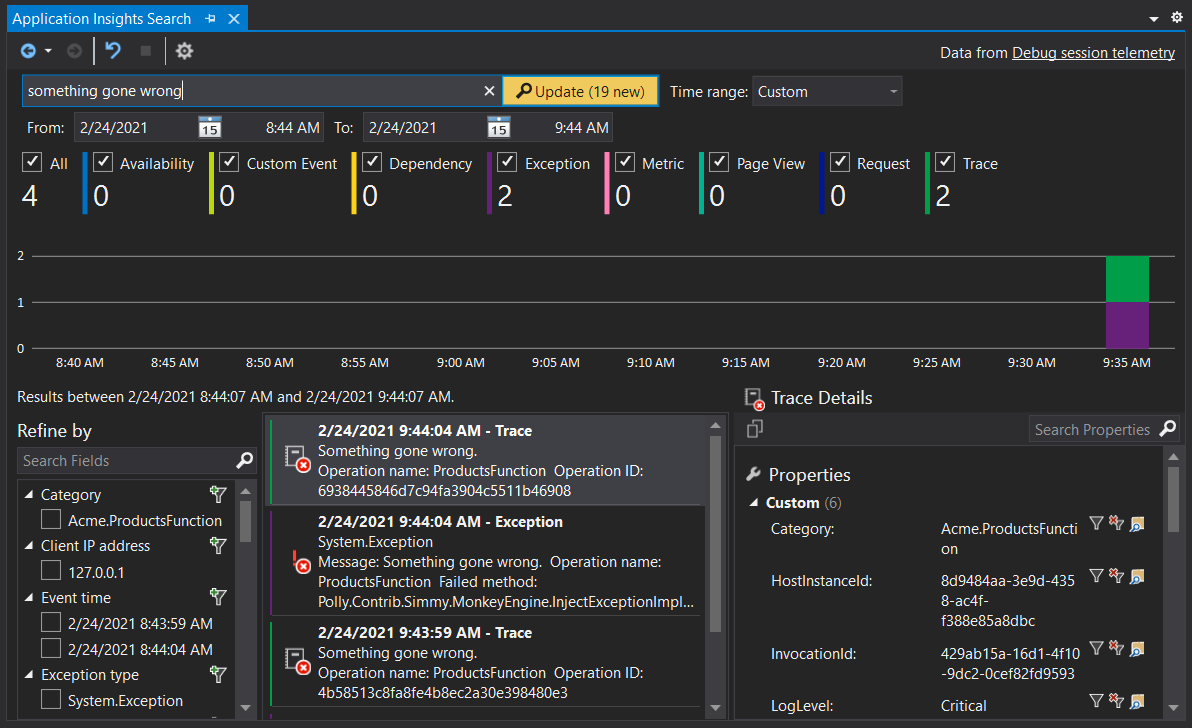 Application Insights Search
Data from Debug session telemetry
something gone wrong
Update (19 new)
Time range: Custom
From: 2/24/2021 15 8:44 AM To: 2/24/2021 15 9:44 AM
All Availability Custom Event Dependency Exception Metric Page View Request Trace
4 0 0 0 2 0 0 0 2
2
1
0
8:40 AM 8:45 AM 8:50 AM 8:55 AM 9:00 AM 9:05 AM 9:10 AM 9:15 AM 9:20 AM 9:25 AM 9:30 AM 9:35 AM
Results between 2/24/2021 8:44:07 AM and 2/24/2021 9:44:07 AM.
Refine by
Search Fields
Category
Acme.ProductsFunction
Client IP address
127.0.0.1
Event time
2/24/2021 8:43:59 AM
2/24/2021 8:44:04 AM
Exception type
System.Exception
2/24/2021 9:44:04 AM - Trace
Something gone wrong.
Operation name: ProductsFunction Operation ID:
6938445846d7c94fa3904c5511b46908
2/24/2021 9:44:04 AM - Exception
System.Exception
Message: Something gone wrong. Operation name:
ProductsFunction Failed method:
Polly.Contrib.Simmy.MonkeyEngine.InjectExceptionImpl...
2/24/2021 9:43:59 AM - Trace
Something gone wrong.
Operation name: ProductsFunction Operation ID:
4b58513c8fa8fe4b8ec2a30e398480e3
Trace Details
Search Properties
Properties
Custom (6)
Category: Acme.ProductsFuncti
on
HostInstanceId: 8d9484aa-3e9d-435
8-ac4f-
f388e85a8dbc
InvocationId: 429ab15a-16d1-4f10
-9dc2-0cef82fd9593
LogLevel: Critical